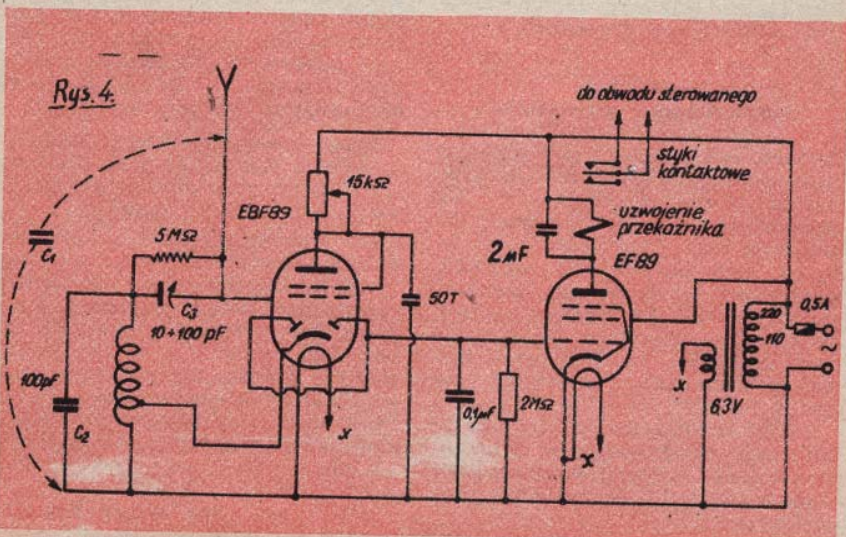 Rys. 4.
do obwodu sterowanego
styki
kontaktowe
15kΩ
EBF89
uzwojenie
przekaźnika
5MΩ
2μF
EF89
C1
C3
50T
0,5A
10÷100 pF
220
110
~
100pF
C2
x
0,1μF
2MΩ
x
x
6,3V